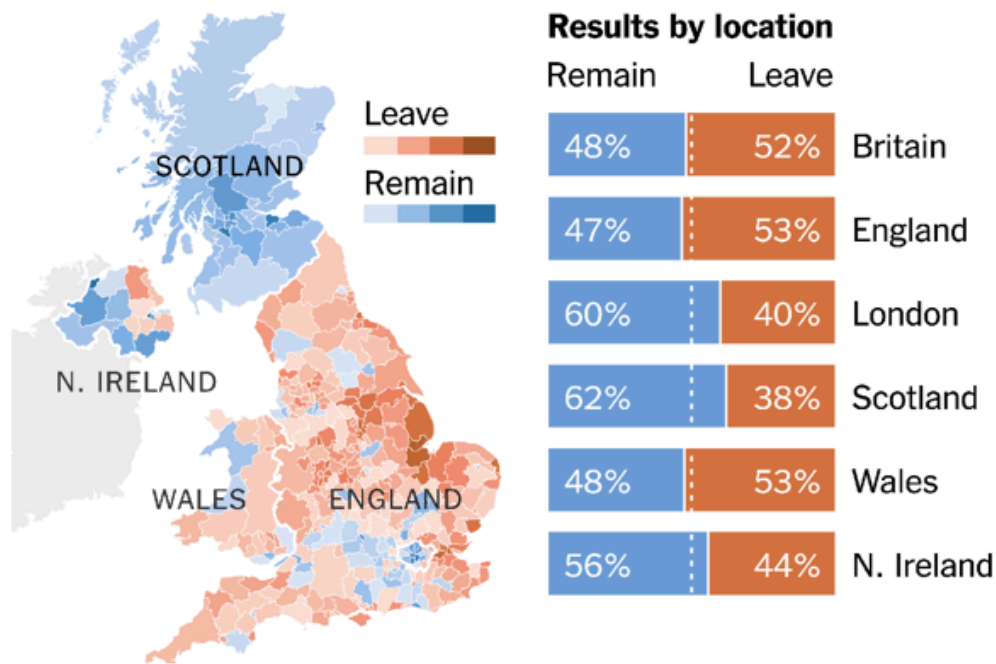 SCOTLAND
N. IRELAND
WALES
ENGLAND
Leave
Remain
Results by location
Remain Leave
48% 52% Britain
47% 53% England
60% 40% London
62% 38% Scotland
48% 53% Wales
56% 44% N. Ireland